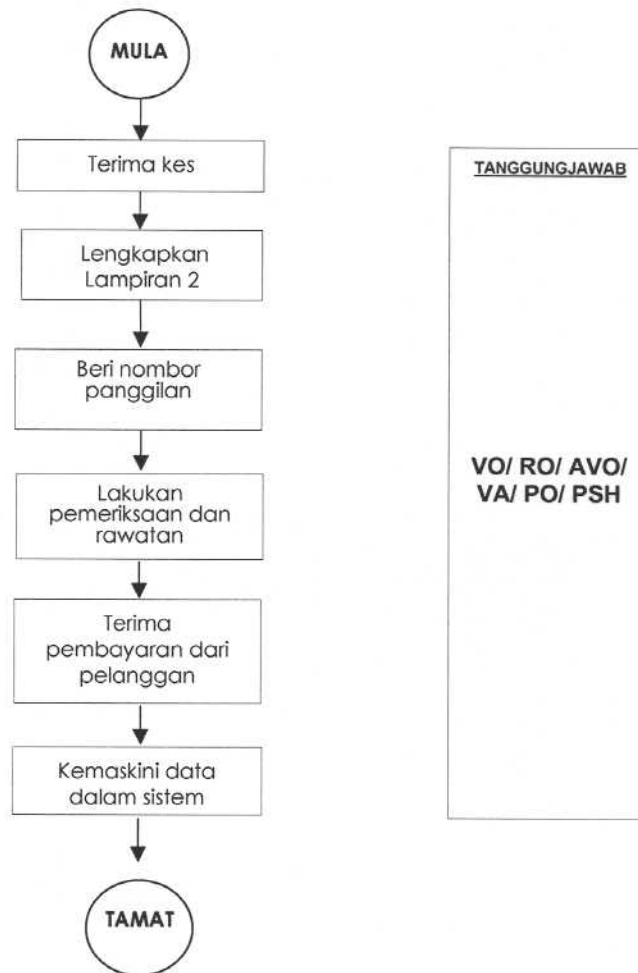 MULA
Terima kes
Lengkapkan
Lampiran 2
Beri nombor
panggilan
Lakukan
pemeriksaan dan
rawatan
Terima
pembayaran dari
pelanggan
Kemaskini data
dalam sistem
TAMAT
TANGGUNGJAWAB
VO/ RO/ AVO/
VA/ PO/ PSH